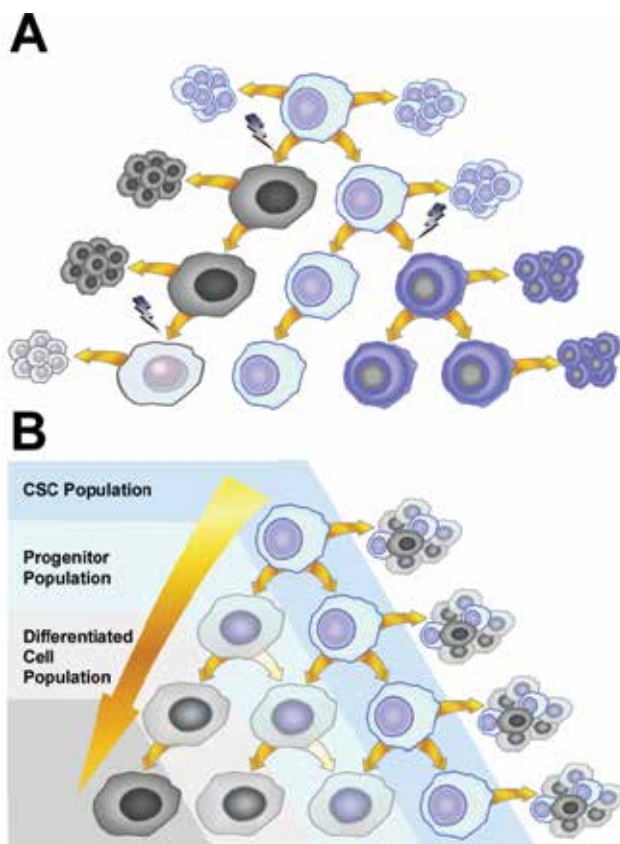 A
B
CSC Population
Progenitor
Population
Differentiated
Cell
Population